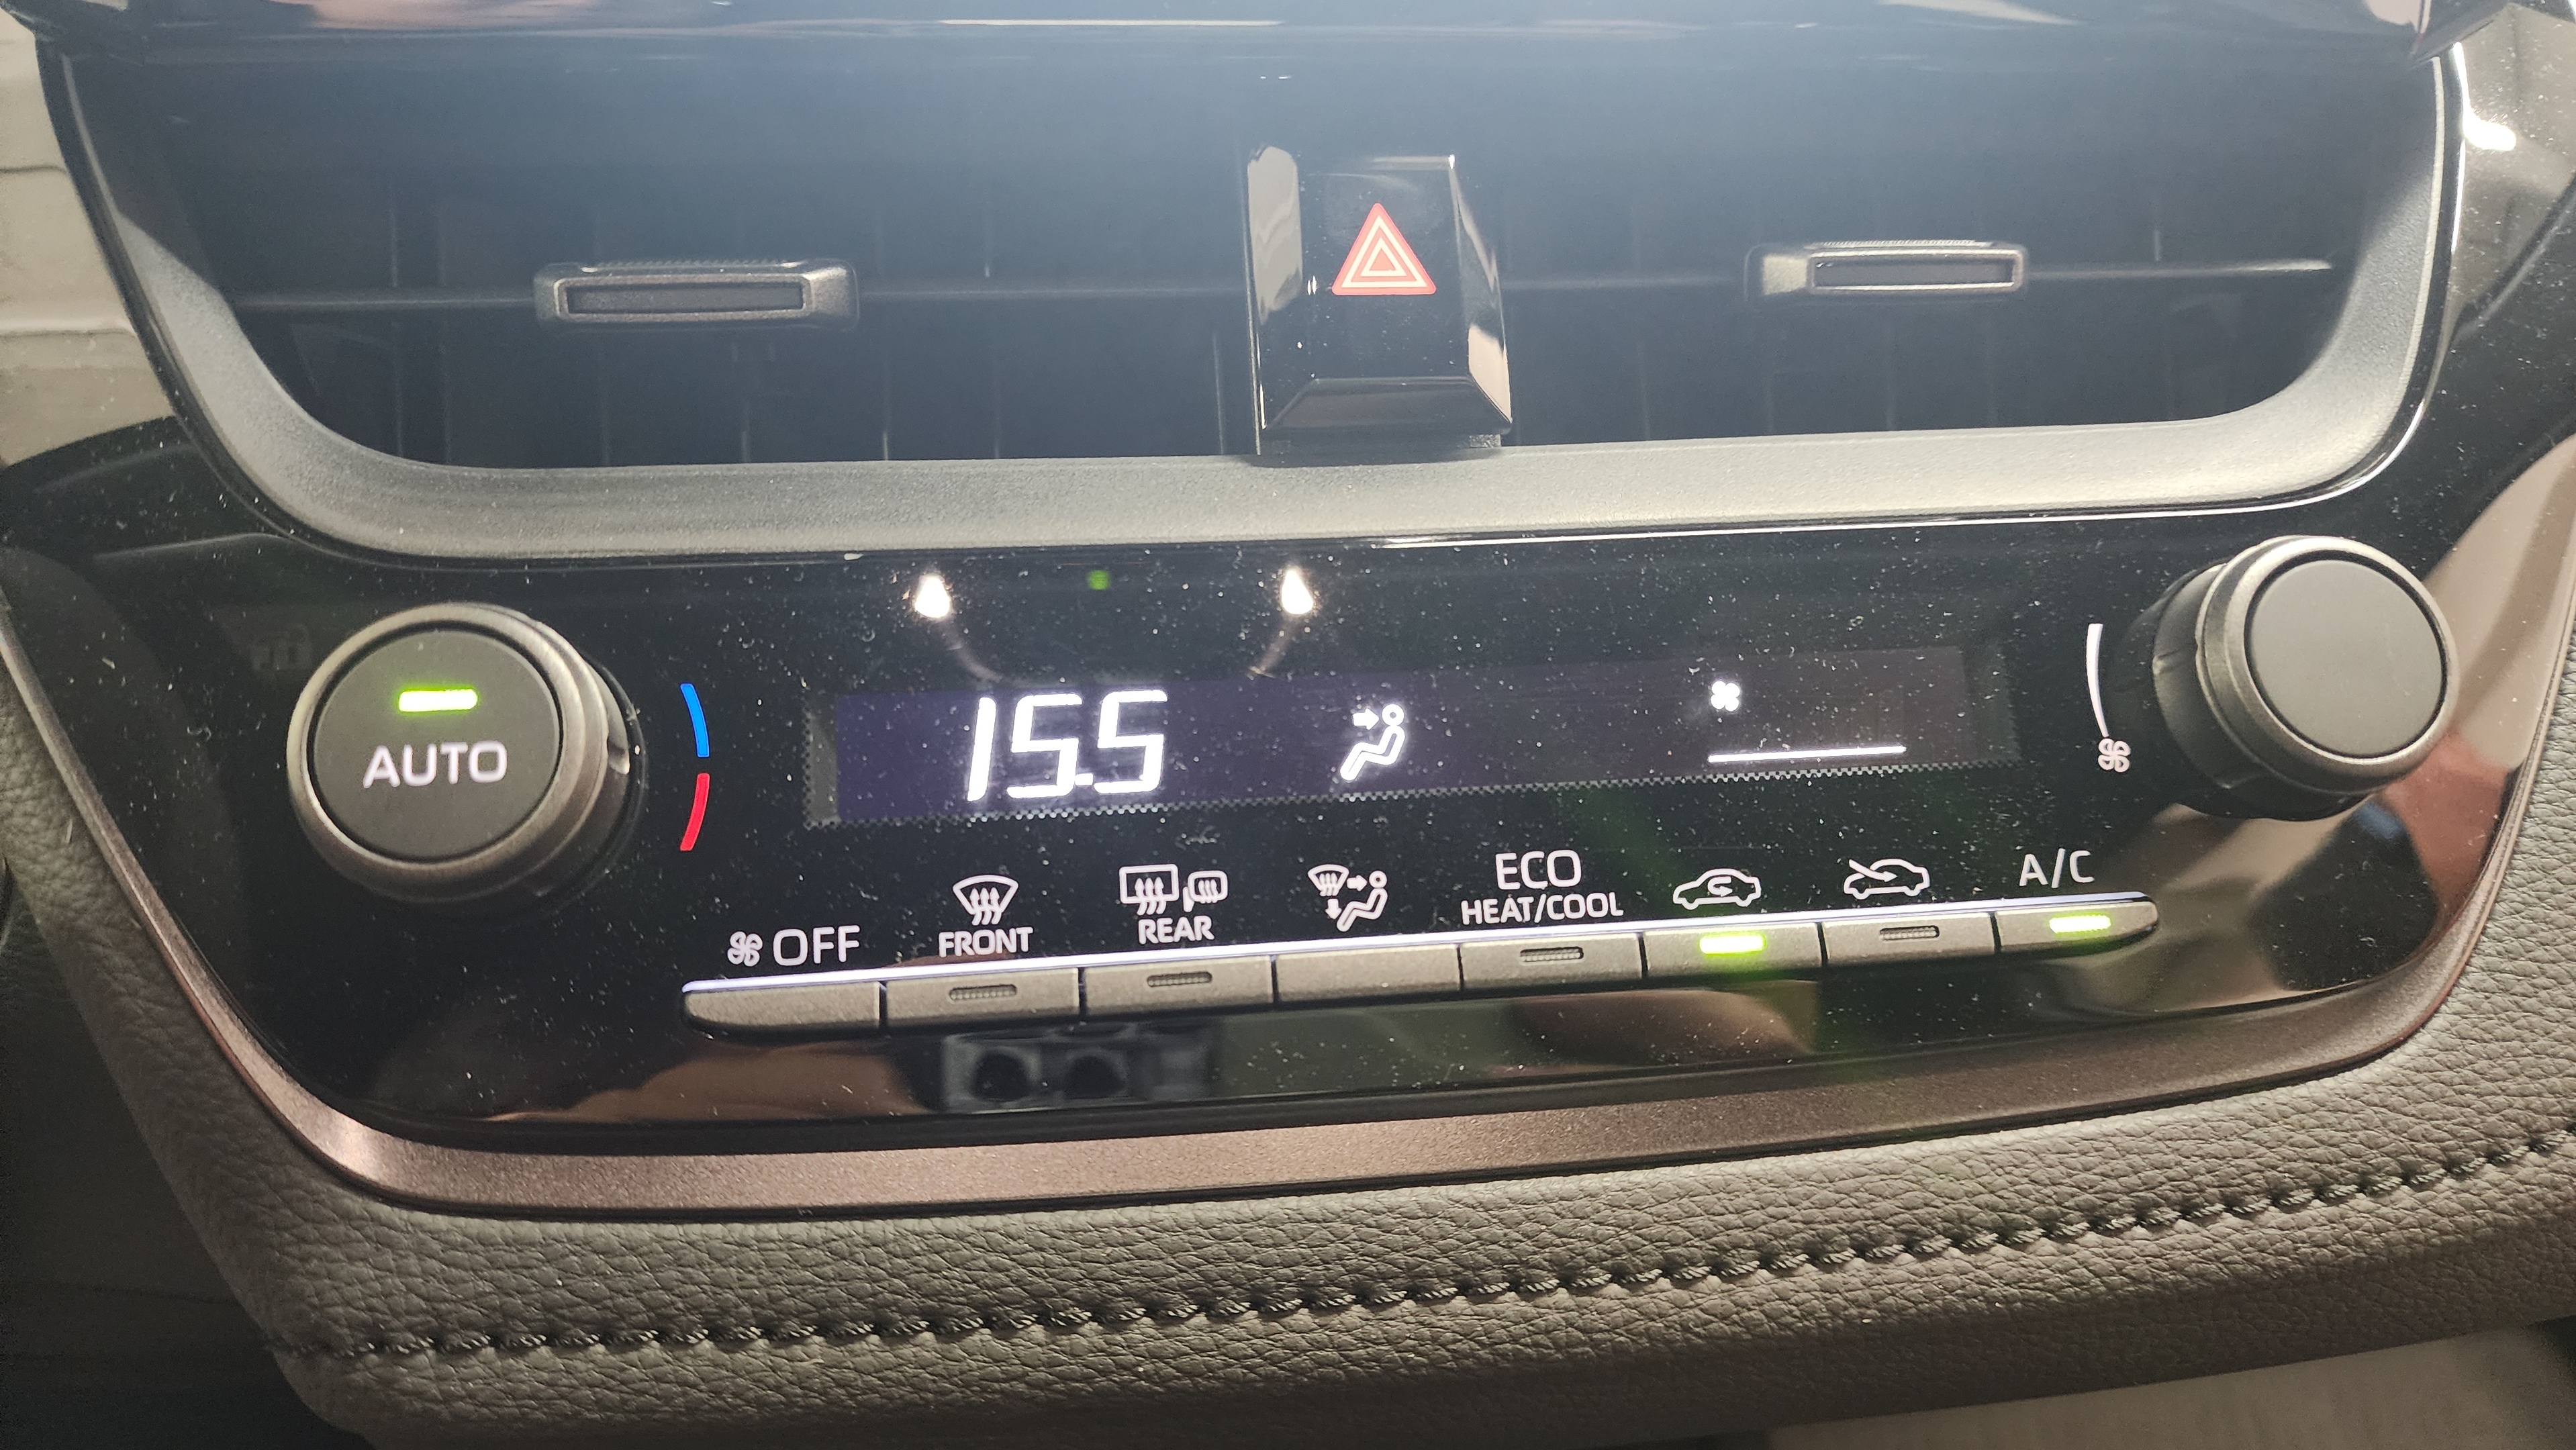 AUTO
15.5
OFF
FRONT
REAR
ECO
HEAT/COOL
A/C